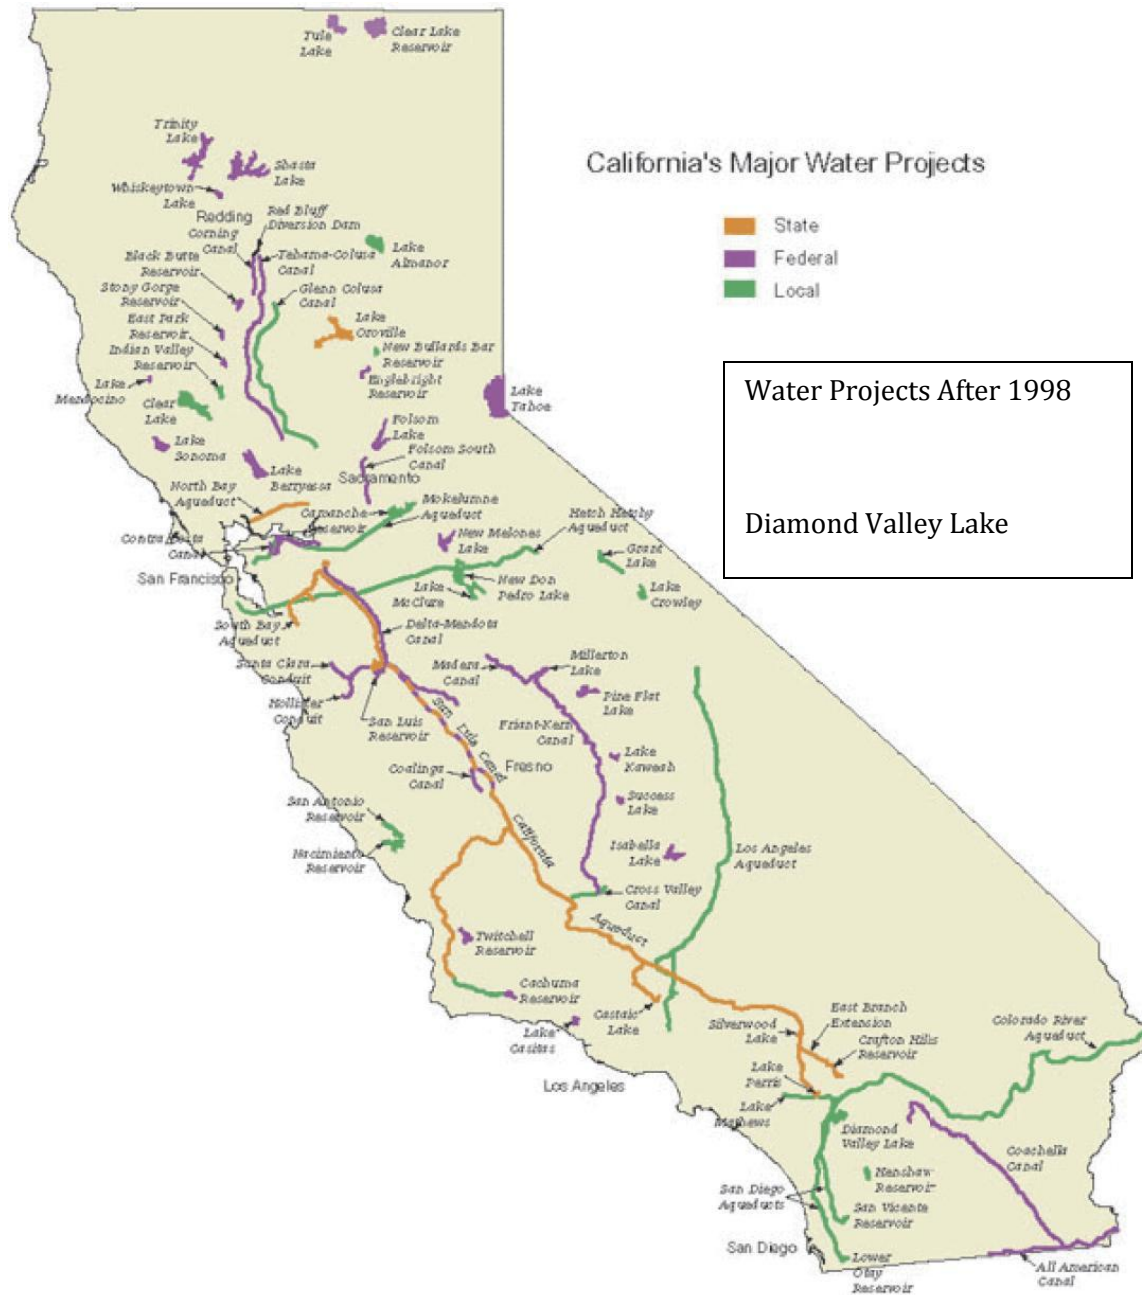 Tule
Lake
Clear Lake
Reservoir
Trinity
Lake
Shasta
Lake
Whiskeytown
Lake
California's Major Water Projects
State
Federal
Local
Redding
Red Bluff
Diversion Dam
Corning
Canal
Tehama-Colusa
Canal
Lake
Almanor
Black Butte
Reservoir
Stony Gorge
Reservoir
Glenn Colusa
Canal
East Park
Reservoir
Lake
Oroville
Indian Valley
Reservoir
New Bullards Bar
Reservoir
Englebright
Reservoir
Lake
Mendocino
Clear
Lake
Lake
Tahoe
Water Projects After 1998
Diamond Valley Lake
Lake
Sonoma
Folsom
Lake
Folsom South
Canal
Lake
Berryessa
Sacramento
North Bay
Aqueduct
Camanche
Reservoir
Mokelumne
Aqueduct
Hetch Hetchy
Aqueduct
Contra Costa
Canal
New Melones
Lake
Grant
Lake
San Francisco
Lake
McClure
New Don
Pedro Lake
Lake
Crowley
South Bay
Aqueduct
Delta-Mendota
Canal
Santa Clara
Conduit
Madera
Canal
Millerton
Lake
Hollister
Conduit
San Luis
Reservoir
San Luis Canal
Pine Flat
Lake
Friant-Kern
Canal
Coalinga
Canal
Fresno
Lake
Kaweah
San Antonio
Reservoir
Success
Lake
Nacimiento
Reservoir
California
Aqueduct
Isabella
Lake
Los Angeles
Aqueduct
Cross Valley
Canal
Twitchell
Reservoir
Cachuma
Reservoir
Lake
Casitas
Castaic
Lake
Silverwood
Lake
East Branch
Extension
Crafton Hills
Reservoir
Colorado River
Aqueduct
Los Angeles
Lake
Perris
Lake
Mathews
Diamond
Valley Lake
Coachella
Canal
Henshaw
Reservoir
San Diego
Aqueducts
San Vicente
Reservoir
San Diego
Lower
Otay
Reservoir
All American
Canal